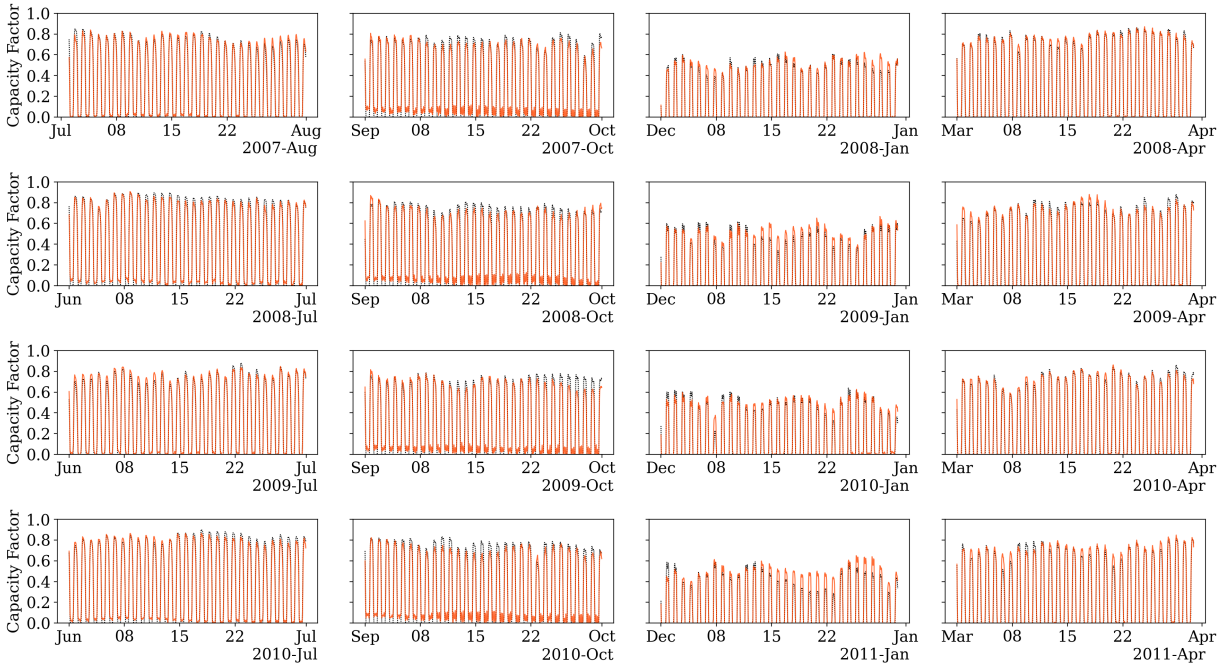 Capacity Factor
1.0
0.8
0.6
0.4
0.2
0.0
Jul 08 15 22 Aug
2007-Aug
Sep 08 15 22 Oct
2007-Oct
Dec 08 15 22 Jan
2008-Jan
Mar 08 15 22 Apr
2008-Apr
Capacity Factor
1.0
0.8
0.6
0.4
0.2
0.0
Jun 08 15 22 Jul
2008-Jul
Sep 08 15 22 Oct
2008-Oct
Dec 08 15 22 Jan
2009-Jan
Mar 08 15 22 Apr
2009-Apr
Capacity Factor
1.0
0.8
0.6
0.4
0.2
0.0
Jun 08 15 22 Jul
2009-Jul
Sep 08 15 22 Oct
2009-Oct
Dec 08 15 22 Jan
2010-Jan
Mar 08 15 22 Apr
2010-Apr
Capacity Factor
1.0
0.8
0.6
0.4
0.2
0.0
Jun 08 15 22 Jul
2010-Jul
Sep 08 15 22 Oct
2010-Oct
Dec 08 15 22 Jan
2011-Jan
Mar 08 15 22 Apr
2011-Apr